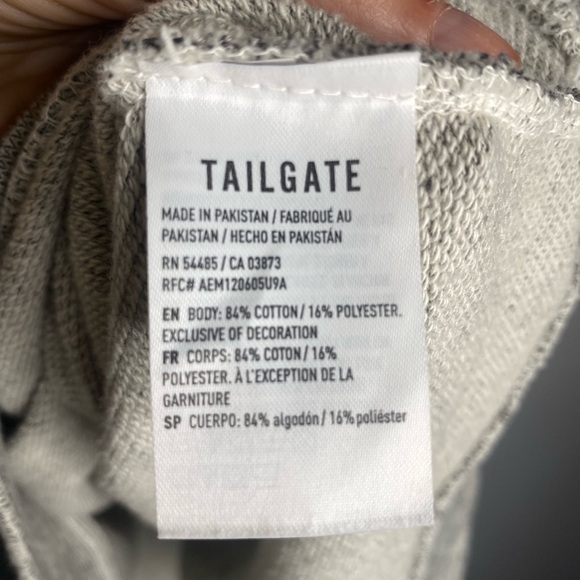 TAILGATE
MADE IN PAKISTAN / FABRIQUÉ AU
PAKISTAN / HECHO EN PAKISTÁN
RN 54485 / CA 03873
RFC# AEM120605U9A
EN BODY: 84% COTTON / 16% POLYESTER.
EXCLUSIVE OF DECORATION
FR CORPS: 84% COTON / 16%
POLYESTER. À L'EXCEPTION DE LA
GARNITURE
SP CUERPO: 84% algodón / 16% poliéster